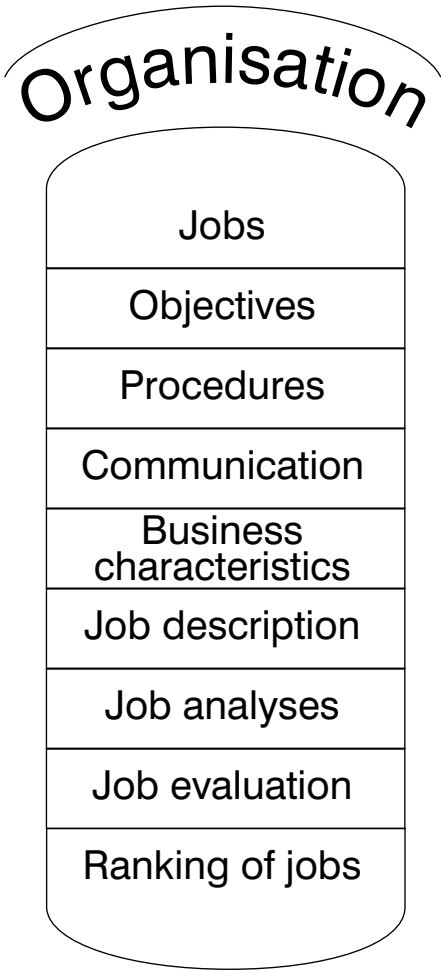 Organisation
Jobs
Objectives
Procedures
Communication
Business
characteristics
Job description
Job analyses
Job evaluation
Ranking of jobs